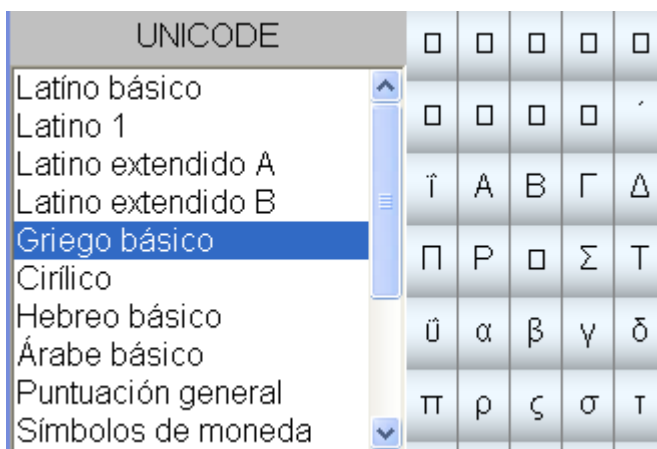 UNICODE
Latíno básico
Latino 1
Latino extendido A
Latino extendido B
Griego básico
Cirílico
Hebreo básico
Árabe básico
Puntuación general
Símbolos de moneda
□ □ □ □ □
□ □ □ □ ΄
ΐ Α Β Γ Δ
Π Ρ □ Σ Τ
ΰ α β γ δ
π ρ ς σ τ